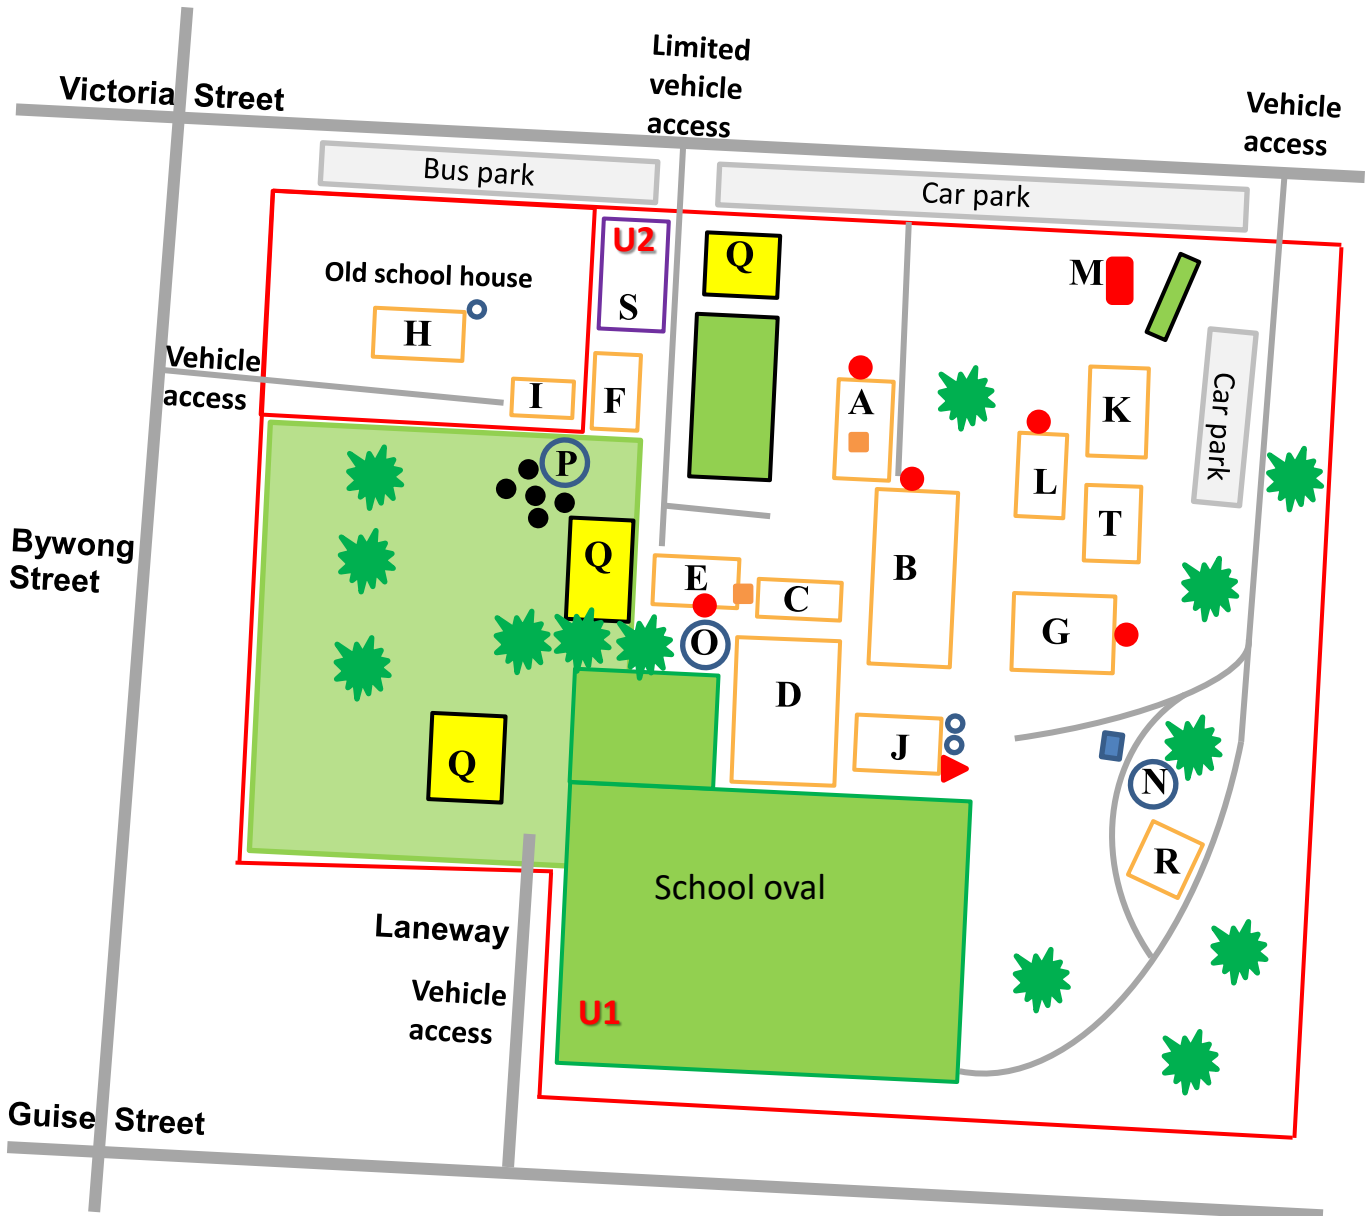 Limited
vehicle
access
Victoria Street
Vehicle
access
Bus park
Car park
U2
Q
M
Old school house
S
H
Vehicle
access
I
F
A
K
Car park
L
P
T
Bywong
Street
Q
E
C
B
G
O
D
J
Q
N
R
School oval
Laneway
Vehicle
access
U1
Guise Street